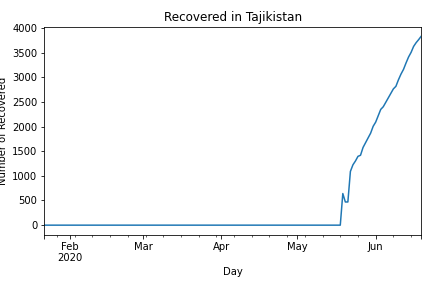 Recovered in Tajikistan
4000
3500
3000
2500
2000
1500
1000
500
0
Number of Recovered
Feb
2020
Mar
Apr
May
Jun
Day